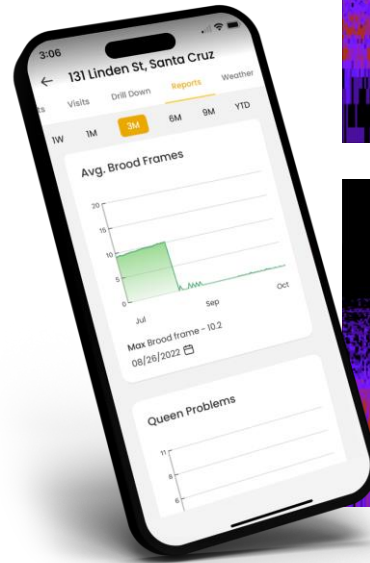 3:06
← 131 Linden St, Santa Cruz
ts Visits Drill Down Reports Weather
1W 1M 3M 6M 9M YTD
Avg. Brood Frames
20
15
10
5
0
Jul Sep Oct
Max Brood frame - 10.2
08/26/2022
Queen Problems
11
8
6